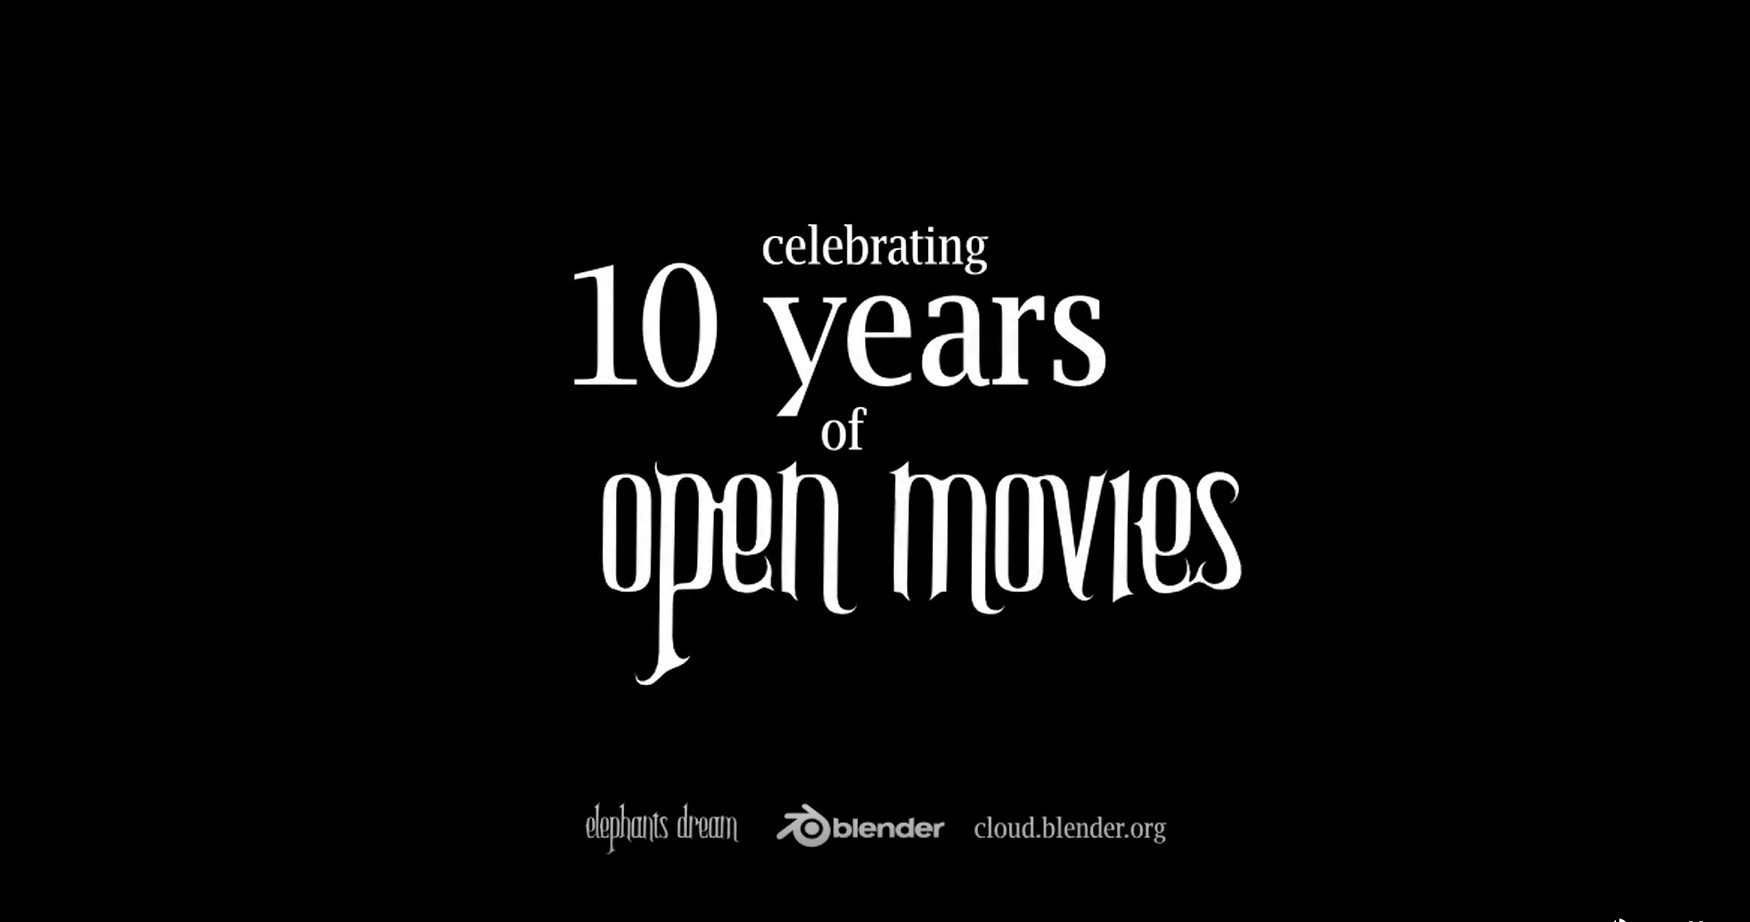 celebrating
10 years
of
open movies
elephants dream blender cloud.blender.org